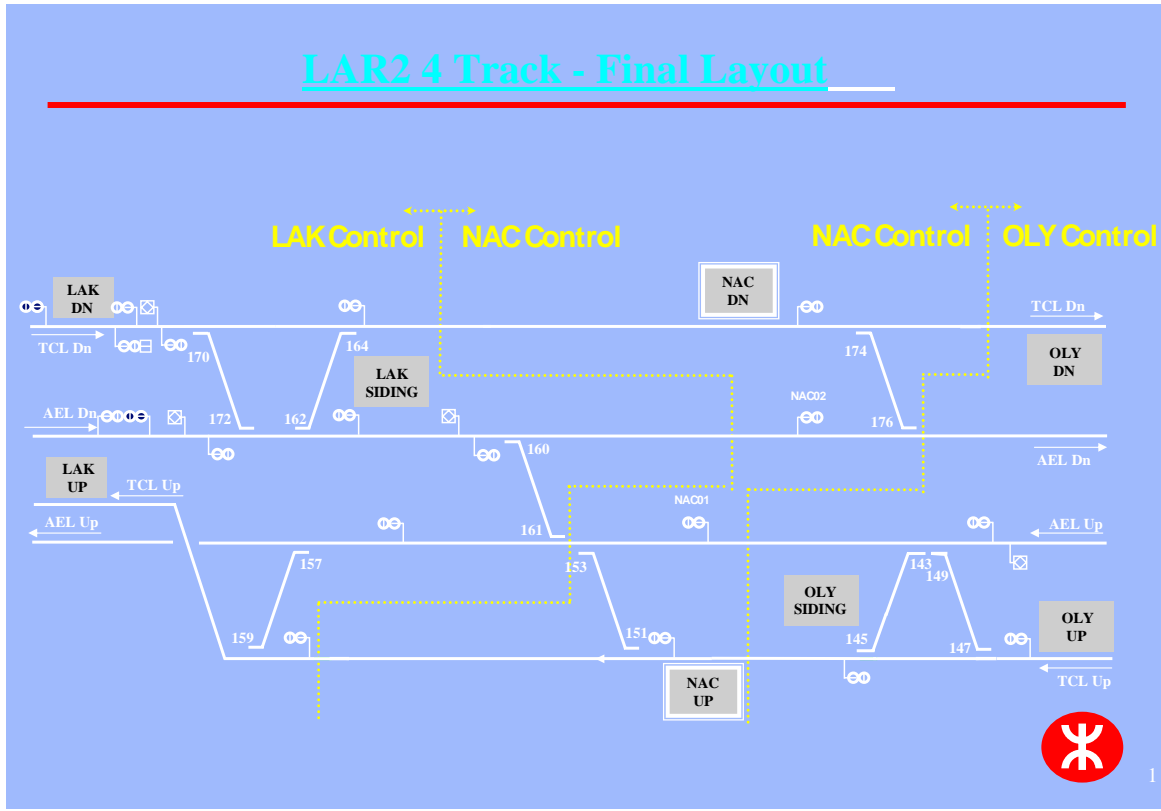 LAR2 4 Track - Final Layout
LAK Control
NAC Control
NAC Control
OLY Control
LAK
DN
NAC
DN
TCL Dn
TCL Dn
170
164
174
OLY
DN
LAK
SIDING
NAC02
AEL Dn
172
162
176
160
AEL Dn
LAK
UP
TCL Up
NAC01
AEL Up
AEL Up
161
157
153
143
149
OLY
SIDING
OLY
UP
159
151
145
147
TCL Up
NAC
UP
1